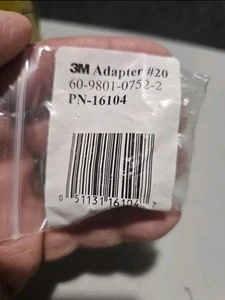 3M Adapter #20
60-9801-0752-2
PN-16104
0 51131 16104 7